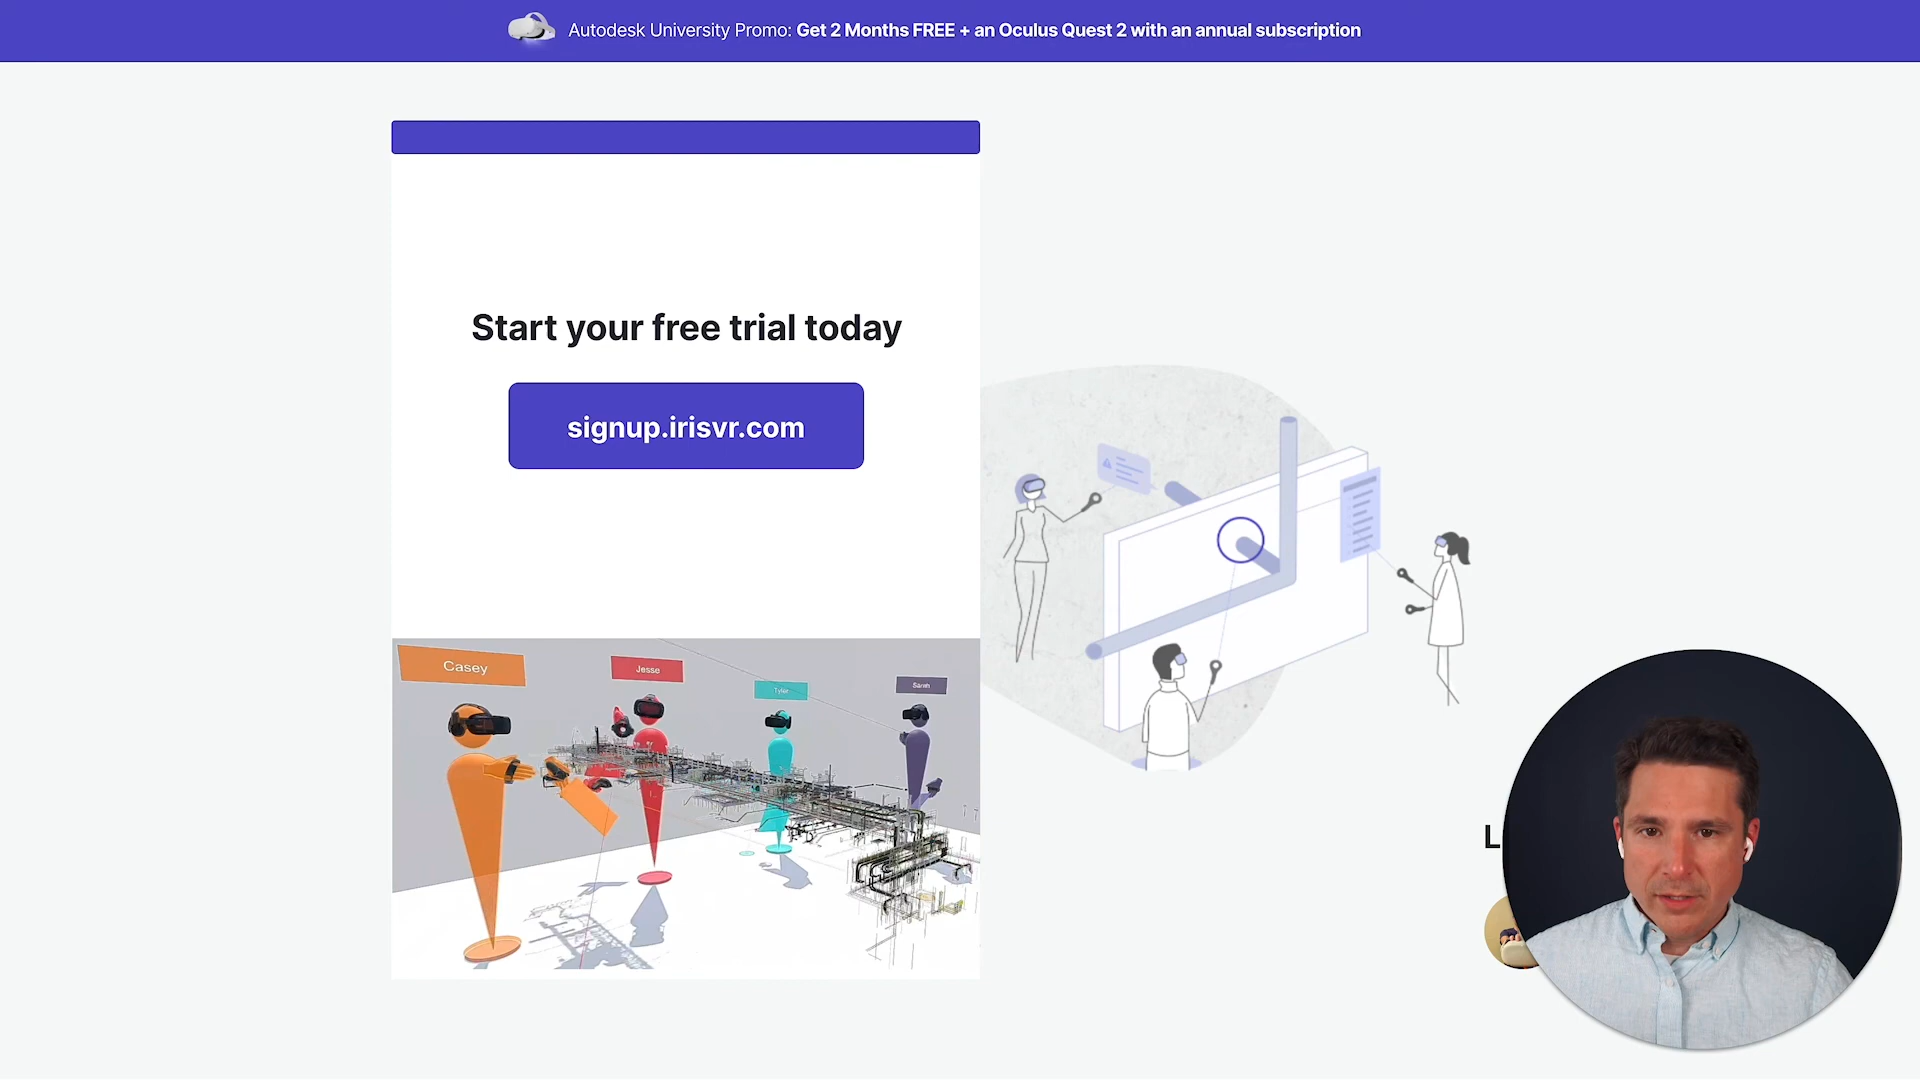 Autodesk University Promo: Get 2 Months FREE + an Oculus Quest 2 with an annual subscription
Start your free trial today
signup.irisvr.com
Casey
Jesse
Tyler
Sarah
L